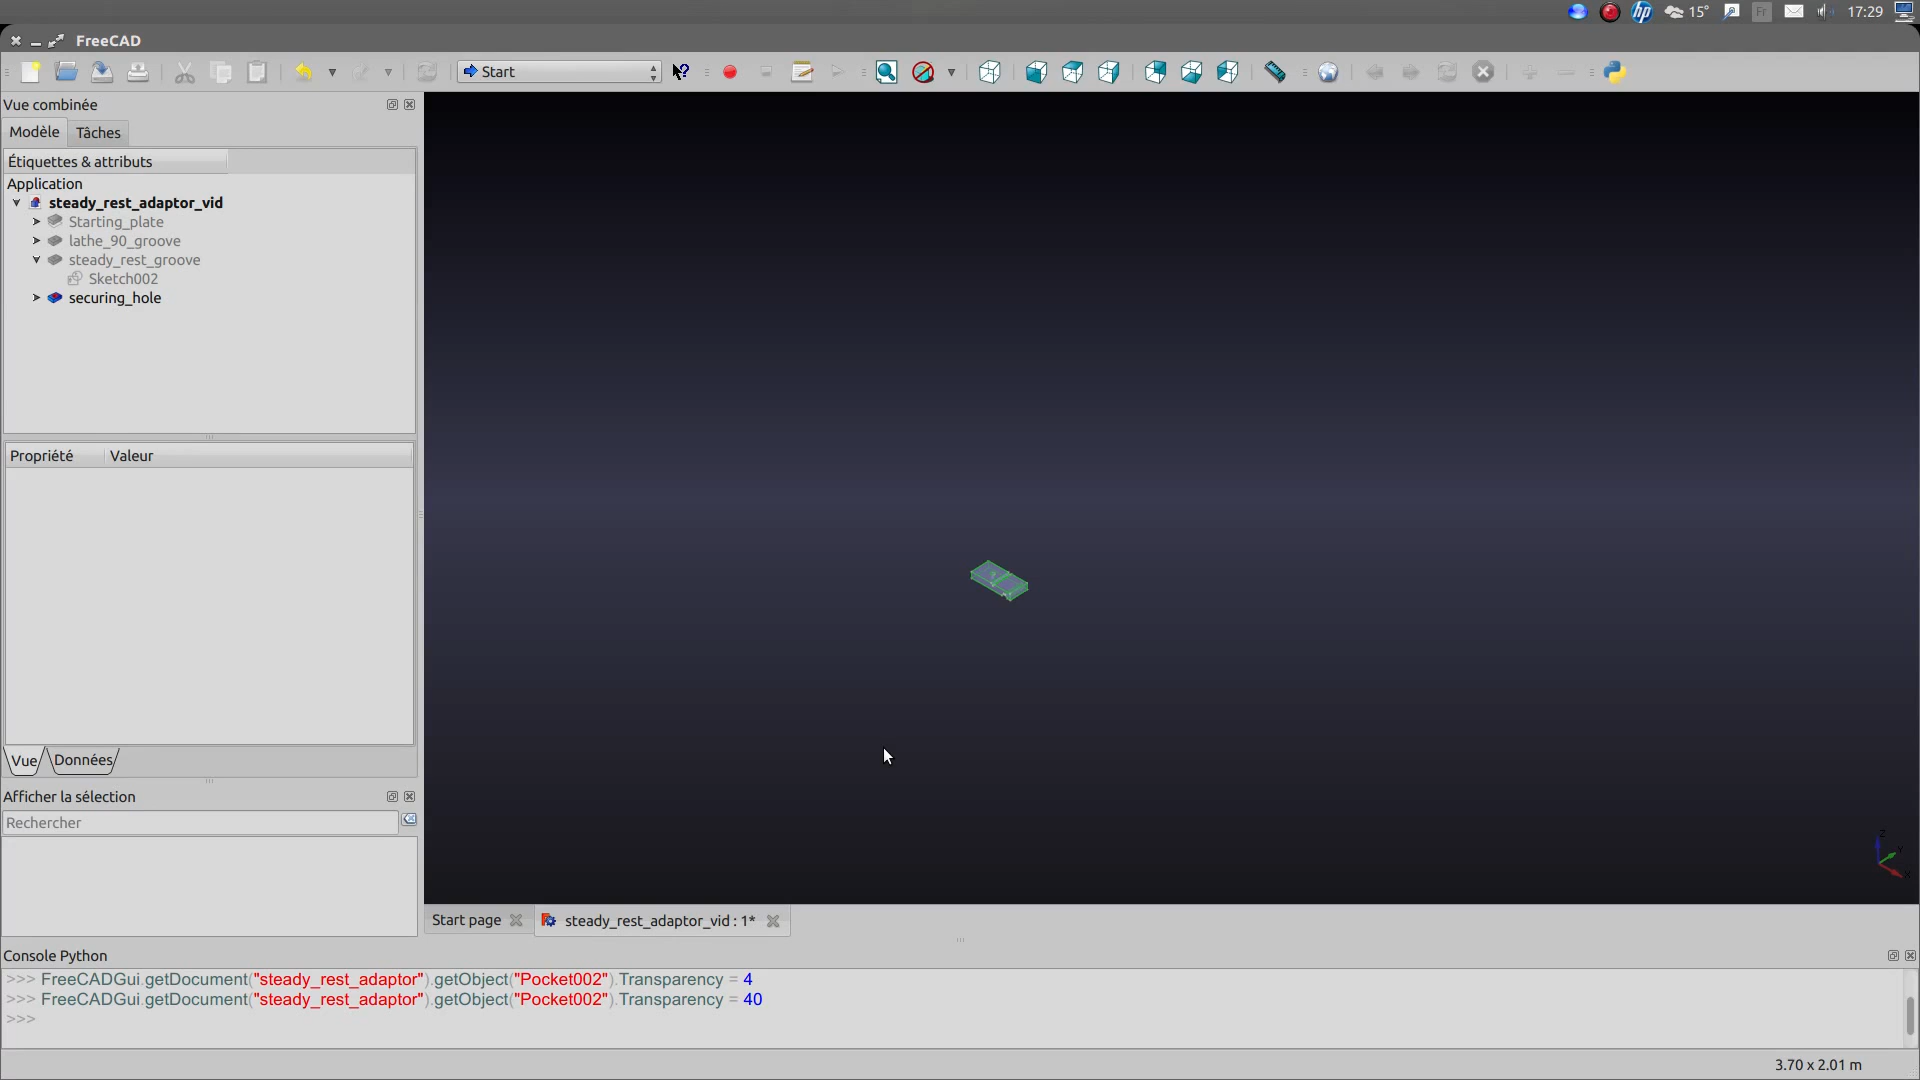 15° Fr 17:29
FreeCAD
Start
Vue combinée
Modèle Tâches
Étiquettes & attributs
Application
steady_rest_adaptor_vid
Starting_plate
lathe_90_groove
steady_rest_groove
Sketch002
securing_hole
Propriété Valeur
Vue Données
Afficher la sélection
Rechercher
Start page steady_rest_adaptor_vid : 1*
Console Python
>>> FreeCADGui.getDocument("steady_rest_adaptor").getObject("Pocket002").Transparency = 4
>>> FreeCADGui.getDocument("steady_rest_adaptor").getObject("Pocket002").Transparency = 40
>>>
3.70 x 2.01 m